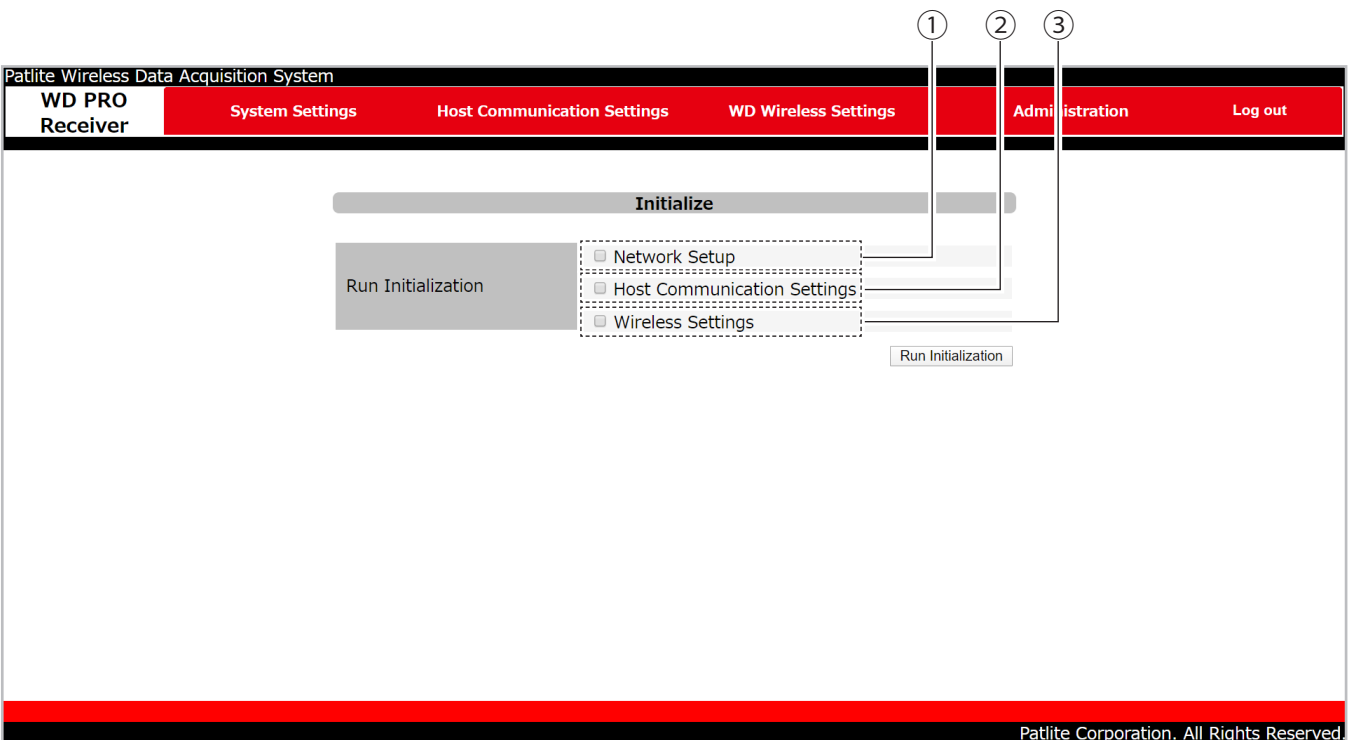 ① ② ③
Patlite Wireless Data Acquisition System
WD PRO
Receiver
System Settings Host Communication Settings WD Wireless Settings Administration Log out
Initialize
Run Initialization
Network Setup
Host Communication Settings
Wireless Settings
Run Initialization
Patlite Corporation. All Rights Reserved.